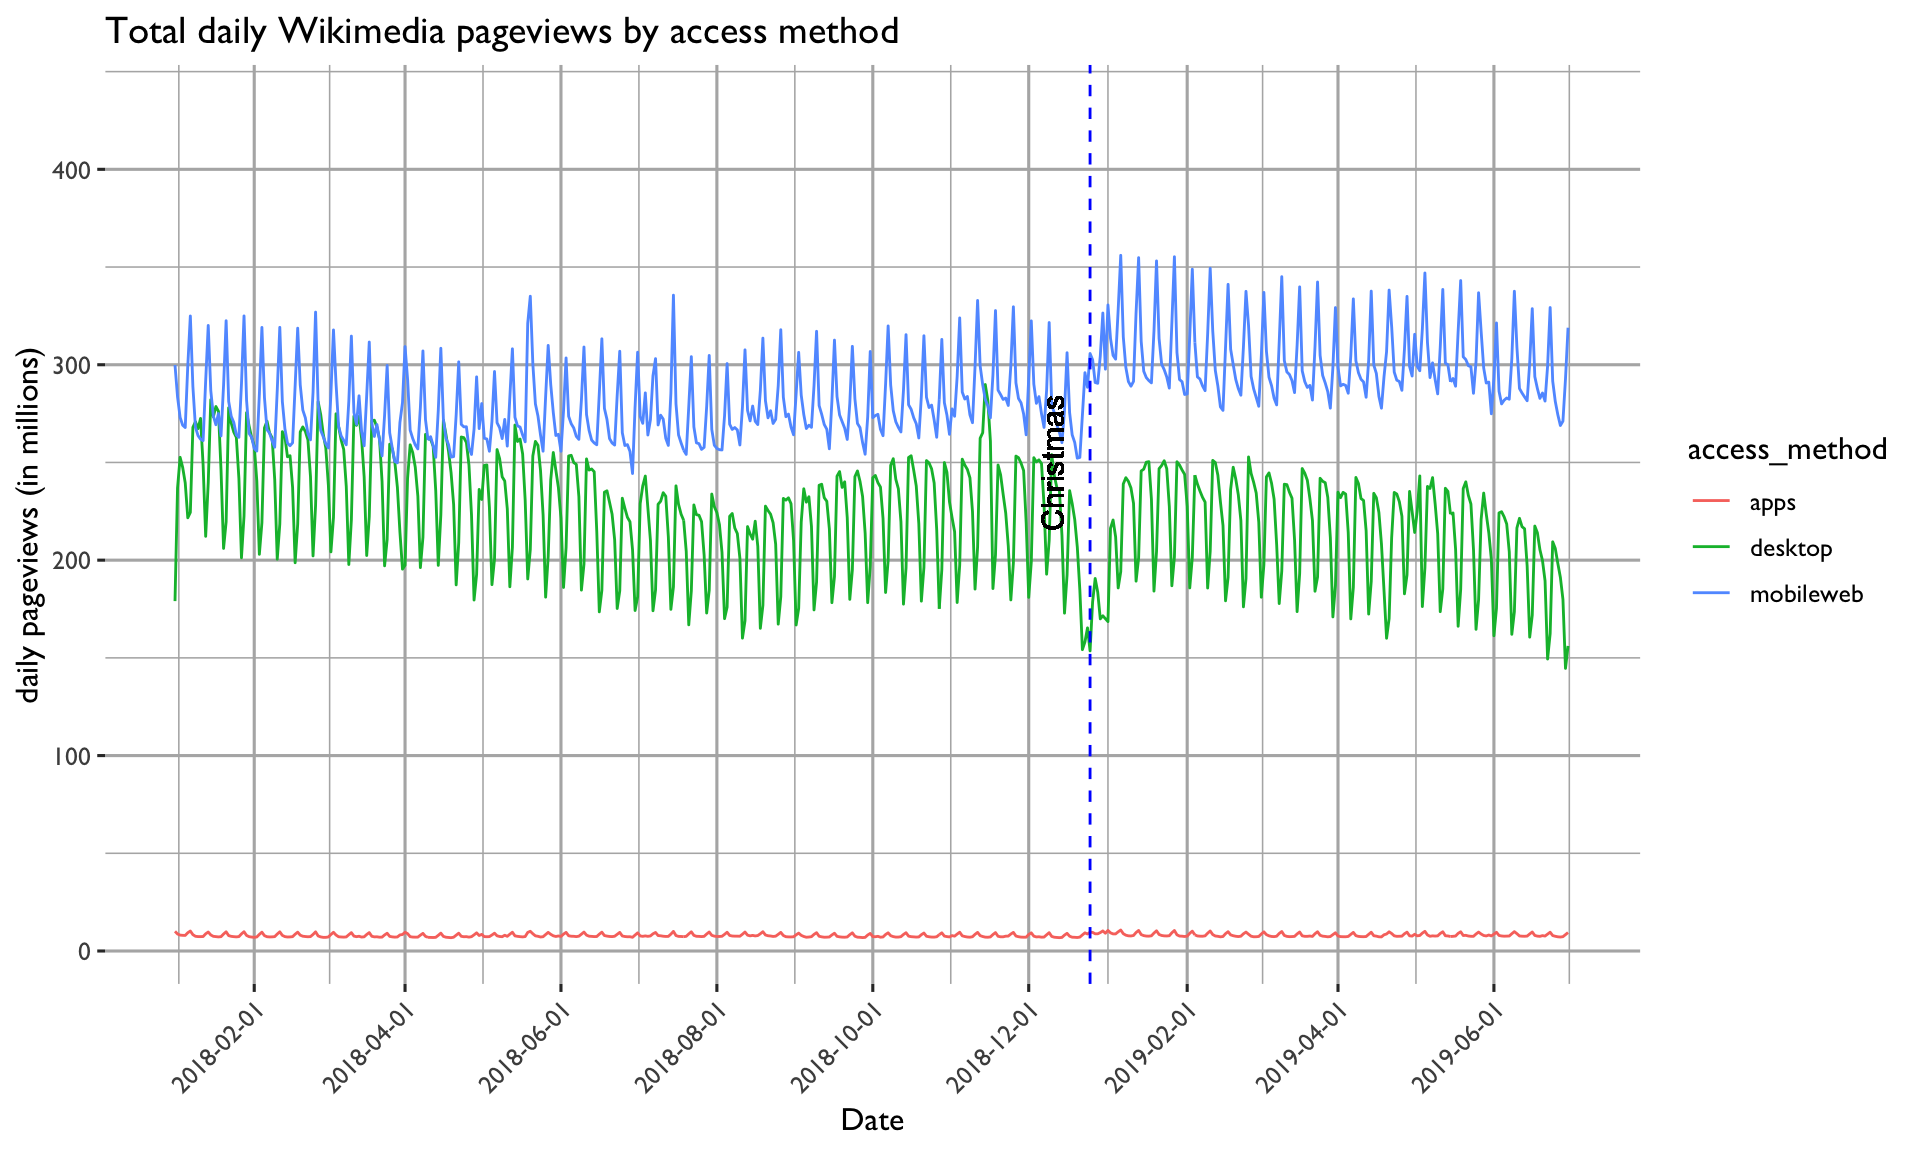 Total daily Wikimedia pageviews by access method
daily pageviews (in millions)
400
300
200
100
0
Christmas
2018-02-01
2018-04-01
2018-06-01
2018-08-01
2018-10-01
2018-12-01
2019-02-01
2019-04-01
2019-06-01
Date
access_method
apps
desktop
mobileweb